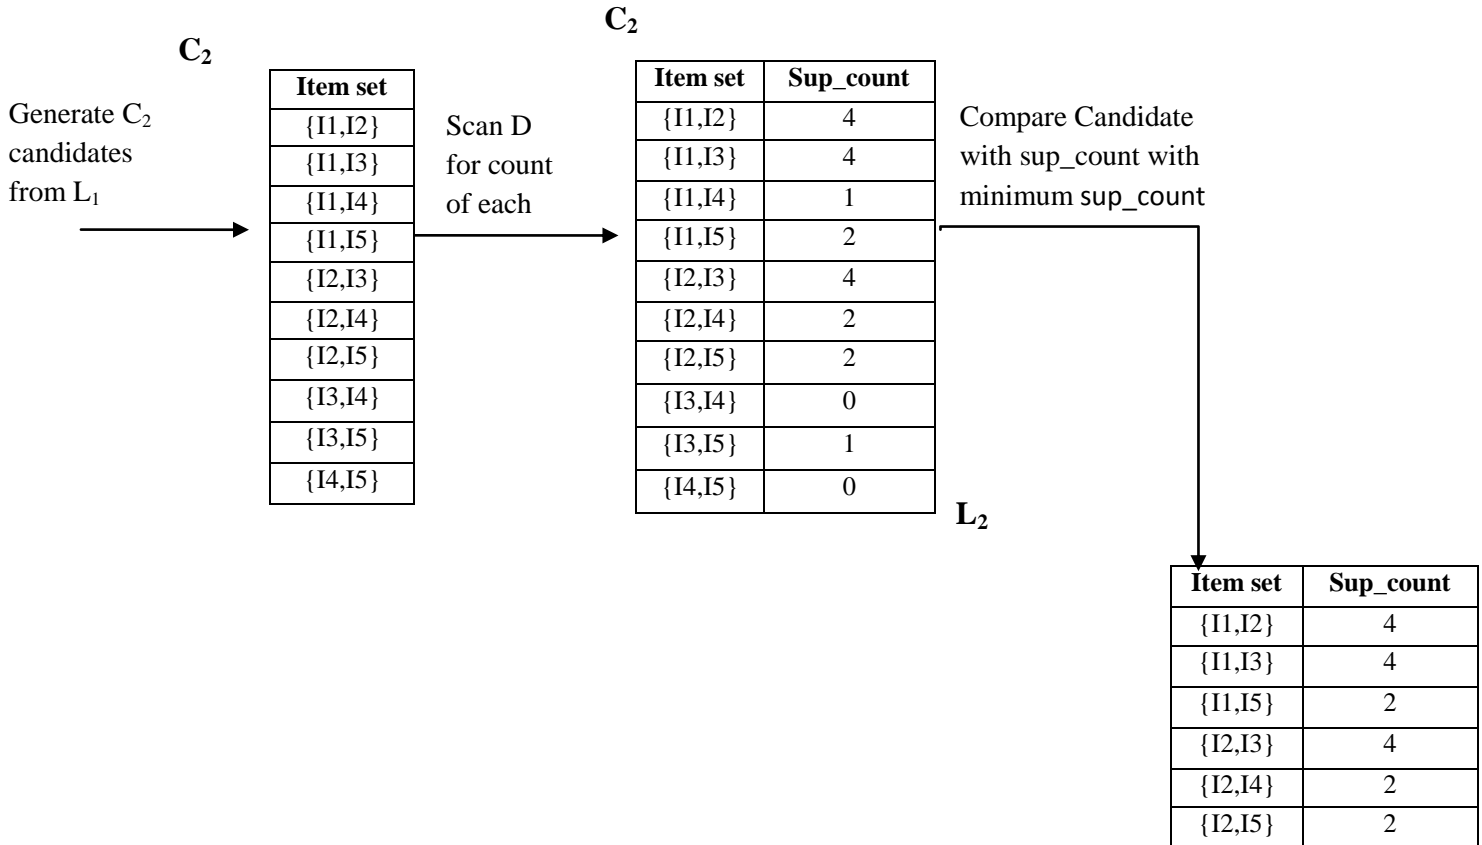 C₂
Generate C₂
candidates
from L₁
Item set
{I1,I2}
{I1,I3}
{I1,I4}
{I1,I5}
{I2,I3}
{I2,I4}
{I2,I5}
{I3,I4}
{I3,I5}
{I4,I5}
Scan D
for count
of each
C₂
Item set Sup_count
{I1,I2} 4
{I1,I3} 4
{I1,I4} 1
{I1,I5} 2
{I2,I3} 4
{I2,I4} 2
{I2,I5} 2
{I3,I4} 0
{I3,I5} 1
{I4,I5} 0
Compare Candidate
with sup_count with
minimum sup_count
L₂
Item set Sup_count
{I1,I2} 4
{I1,I3} 4
{I1,I5} 2
{I2,I3} 4
{I2,I4} 2
{I2,I5} 2